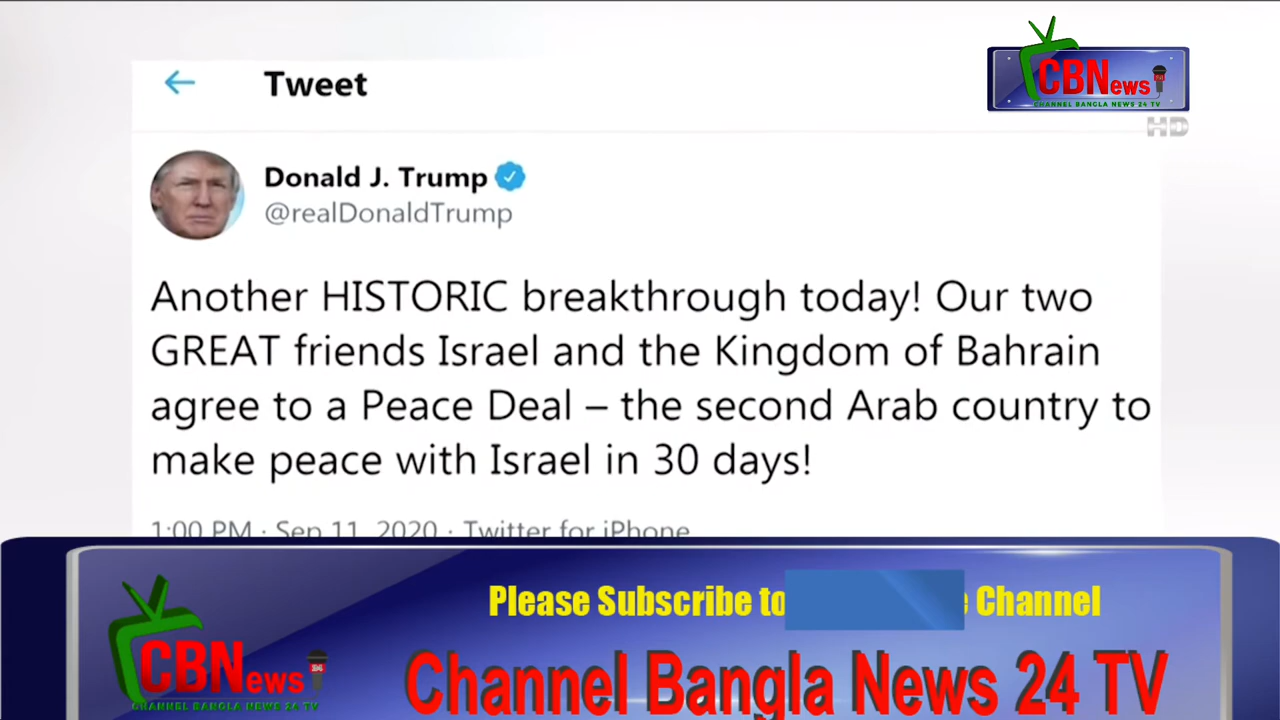 Tweet
CBNews
CHANNEL BANGLA NEWS 24 TV
HD
Donald J. Trump
@realDonaldTrump
Another HISTORIC breakthrough today! Our two
GREAT friends Israel and the Kingdom of Bahrain
agree to a Peace Deal – the second Arab country to
make peace with Israel in 30 days!
1:00 PM · Sep 11, 2020 · Twitter for iPhone
Please Subscribe to Channel
CBNews
24
CHANNEL BANGLA NEWS 24 TV
Channel Bangla News 24 TV